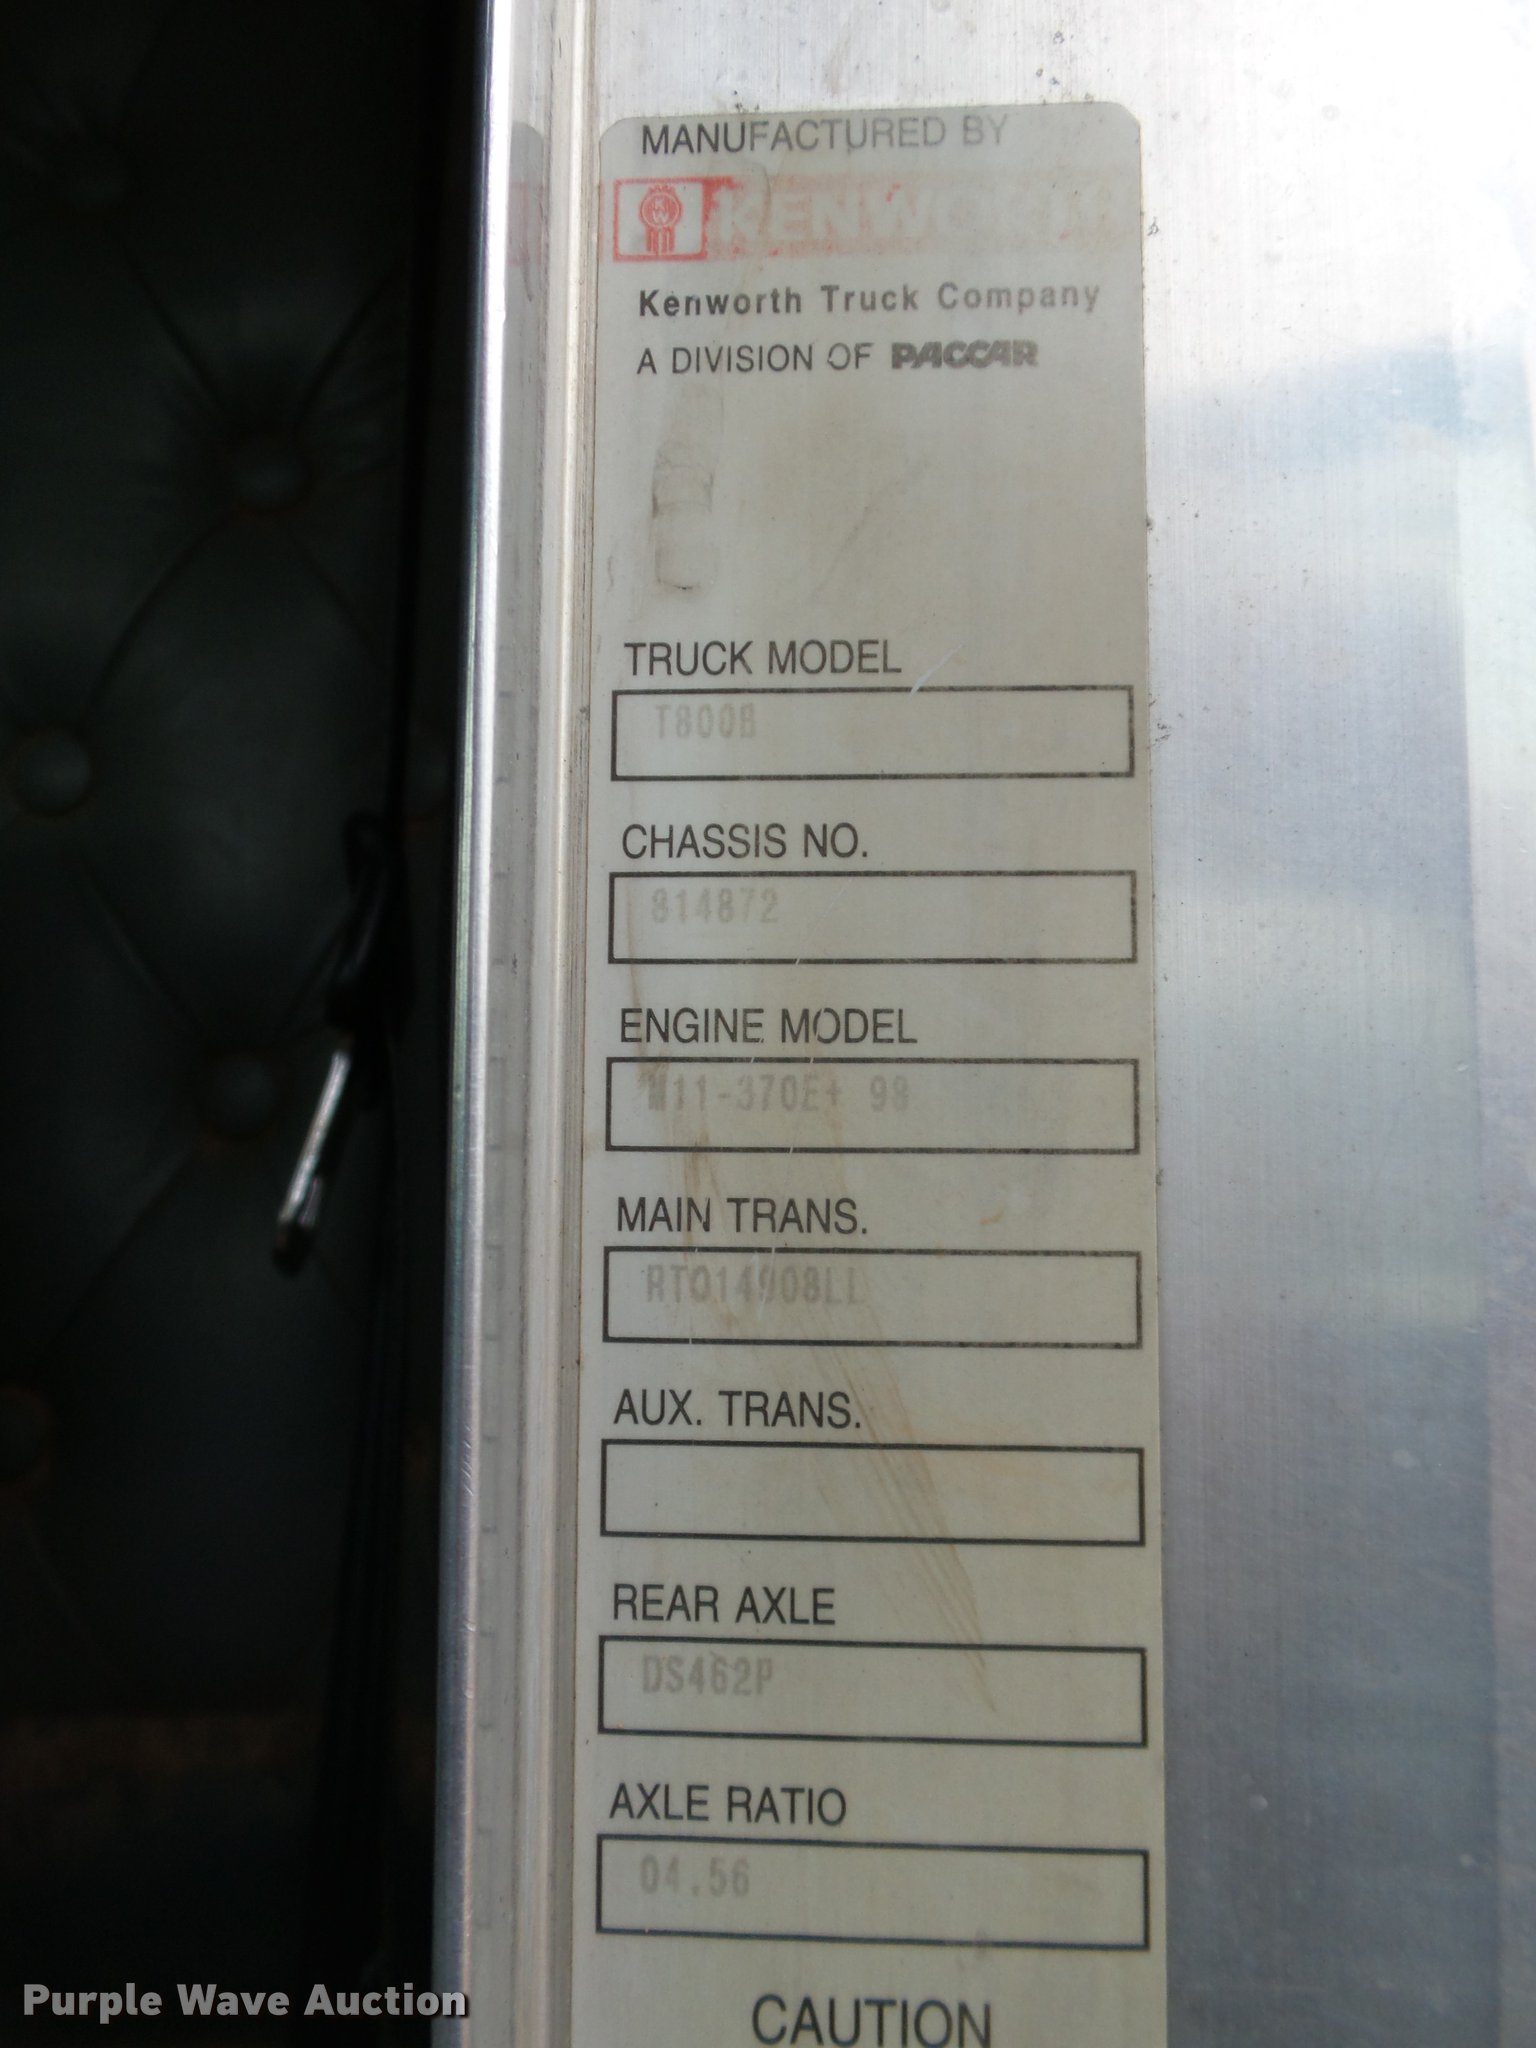 MANUFACTURED BY
KENWORTH
Kenworth Truck Company
A DIVISION OF PACCAR
TRUCK MODEL
T800B
CHASSIS NO.
814872
ENGINE MODEL
M11-370E+ 98
MAIN TRANS.
RTO14908LL
AUX. TRANS.
REAR AXLE
DS462P
AXLE RATIO
04.56
CAUTION
Purple Wave Auction